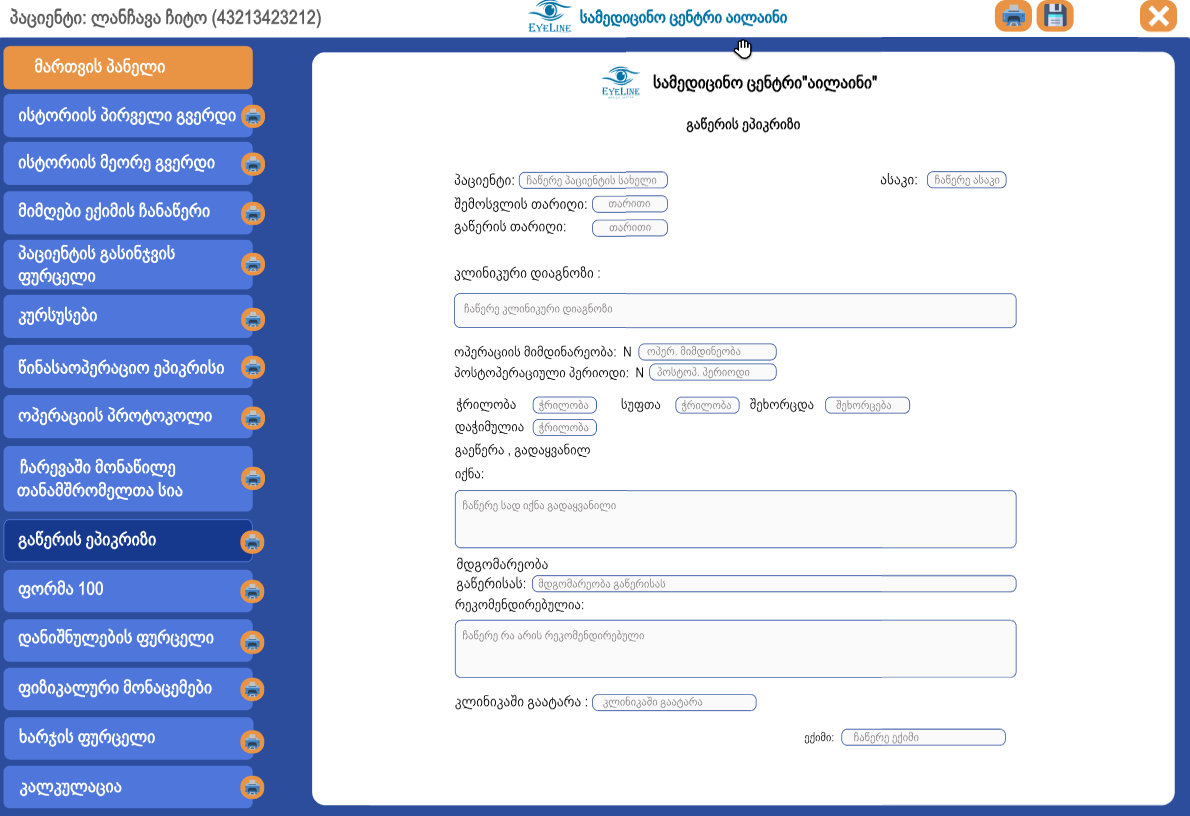 პაციენტი: ლანჩავა ჩიტო (43213423212)
EYELINE
სამედიცინო ცენტრი აილაინი
მართვის პანელი
ისტორიის პირველი გვერდი
ისტორიის მეორე გვერდი
მიმღები ექიმის ჩანაწერი
პაციენტის გასინჯვის
ფურცელი
კურსუსები
წინასაოპერაციო ეპიკრისი
ოპერაციის პროტოკოლი
ჩარევაში მონაწილე
თანამშრომელთა სია
გაწერის ეპიკრიზი
ფორმა 100
დანიშნულების ფურცელი
ფიზიკალური მონაცემები
ხარჯის ფურცელი
კალკულაცია
EYELINE
სამედიცინო ცენტრი"აილაინი"
გაწერის ეპიკრიზი
პაციენტი: ჩაწერე პაციენტის სახელი ასაკი: ჩაწერე ასაკი
შემოსვლის თარიღი: თარითი
გაწერის თარიღი: თარითი
კლინიკური დიაგნოზი :
ჩაწერე კლინიკური დიაგნოზი
ოპერაციის მიმდინარეობა: N ოპერ. მიმდინეობა
პოსტოპერაციული პერიოდი: N პოსტოპ. პერიოდი
ჭრილობა ჭრილობა სუფთა ჭრილობა შეხორცდა შეხორცება
დაჭიმულია ჭრილობა
გაეწერა , გადაყვანილ
იქნა:
ჩაწერე სად იქნა გადაყვანილი
მდგომარეობა
გაწერისას: მდგომარეობა გაწერისას
რეკომენდირებულია:
ჩაწერე რა არის რეკომენდირებული
კლინიკაში გაატარა : კლინიკაში გაატარა
ექიმი: ჩაწერე ექიმი